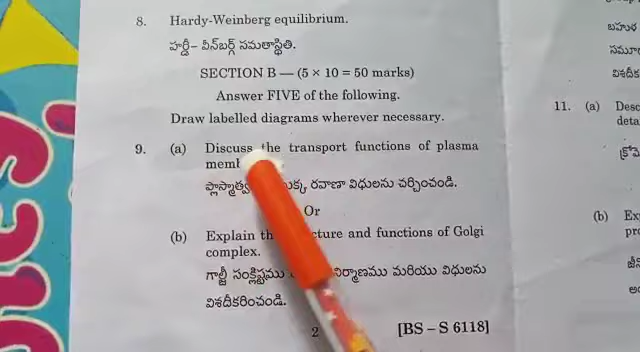 8. Hardy-Weinberg equilibrium.
హర్డీ– వీన్‌బర్గ్ సమతాస్థితి.
SECTION B — (5 × 10 = 50 marks)
Answer FIVE of the following.
Draw labelled diagrams wherever necessary.
9. (a) Discuss the transport functions of plasma
రవాణా విధులను చర్చించండి.
Or
(b) Explain and functions of Golgi
complex.
గాల్జీ సంక్లిష్టము నిర్మాణము మరియు విధులను
విశదీకరించండి.
2 [BS – S 6118]
11. (a)
(b)